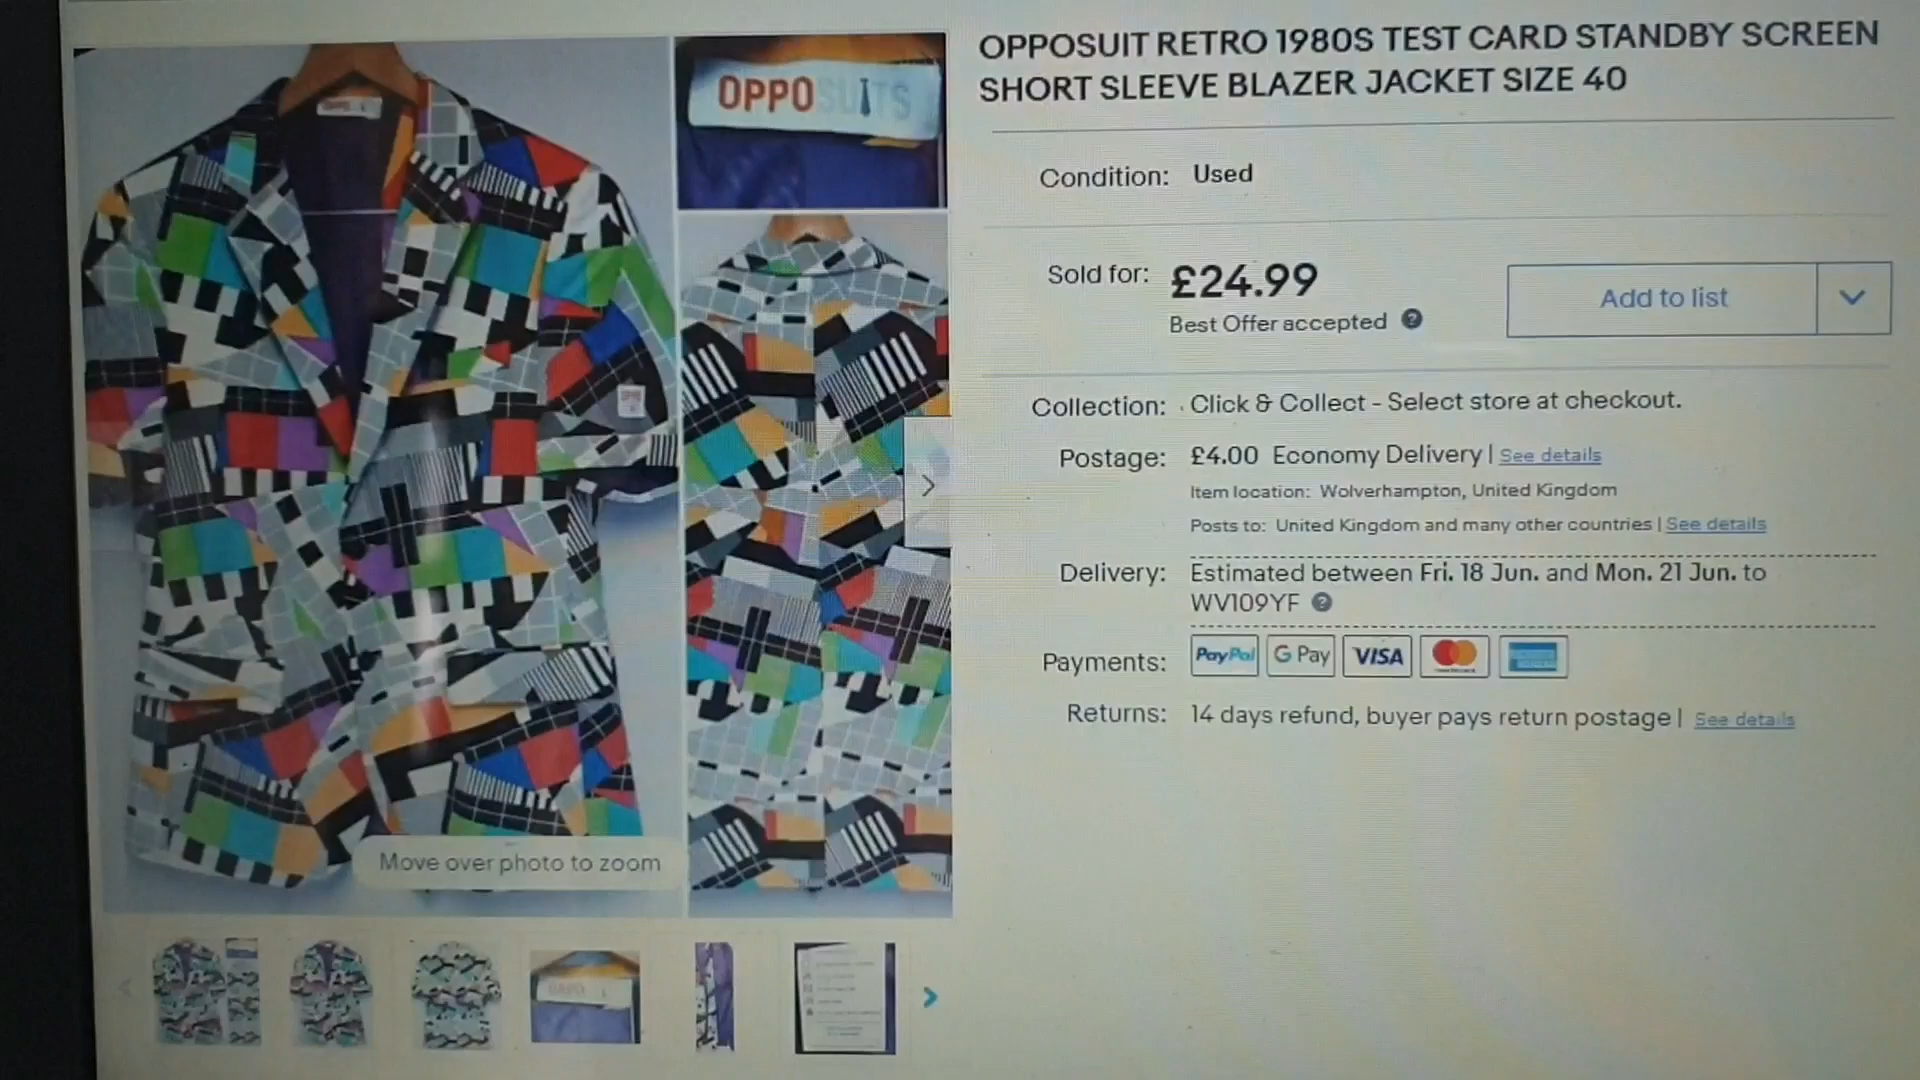 OPPOSUIT RETRO 1980S TEST CARD STANDBY SCREEN
SHORT SLEEVE BLAZER JACKET SIZE 40
OPPOSUITS
Condition: Used
Sold for: £24.99
Best Offer accepted
Add to list
Collection: Click & Collect - Select store at checkout.
Postage: £4.00 Economy Delivery | See details
Item location: Wolverhampton, United Kingdom
Posts to: United Kingdom and many other countries | See details
Delivery: Estimated between Fri. 18 Jun. and Mon. 21 Jun. to
WV109YF
Payments: PayPal G Pay VISA
Returns: 14 days refund, buyer pays return postage | See details
Move over photo to zoom